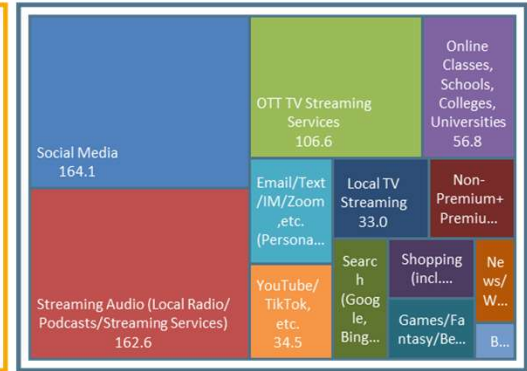 Social Media
164.1
Streaming Audio (Local Radio/
Podcasts/Streaming Services)
162.6
OTT TV Streaming
Services
106.6
Online
Classes,
Schools,
Colleges,
Universities
56.8
Email/Text
/IM/Zoom
,etc.
(Persona...
YouTube/
TikTok,
etc.
34.5
Local TV
Streaming
33.0
Non-
Premium+
Premiu...
Searc
h
(Goog
le,
Bing...
Shopping
(incl....
Games/Fa
ntasy/Be...
Ne
ws/
W...
B...